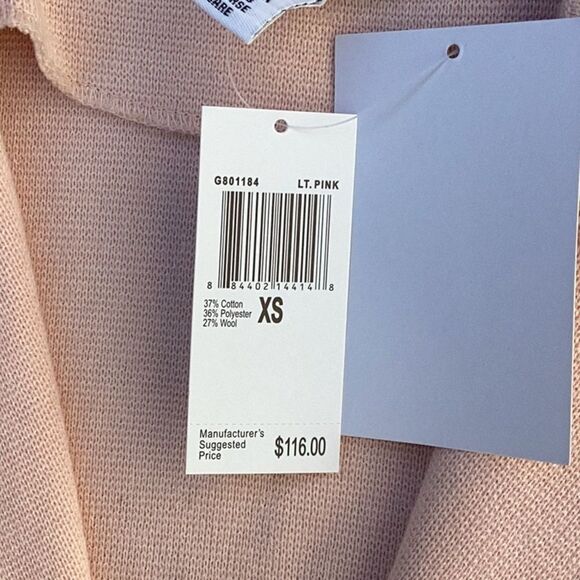 CARE
G801184 LT. PINK
8 84402 14414 8
37% Cotton
36% Polyester
27% Wool
XS
Manufacturer's
Suggested
Price
$116.00